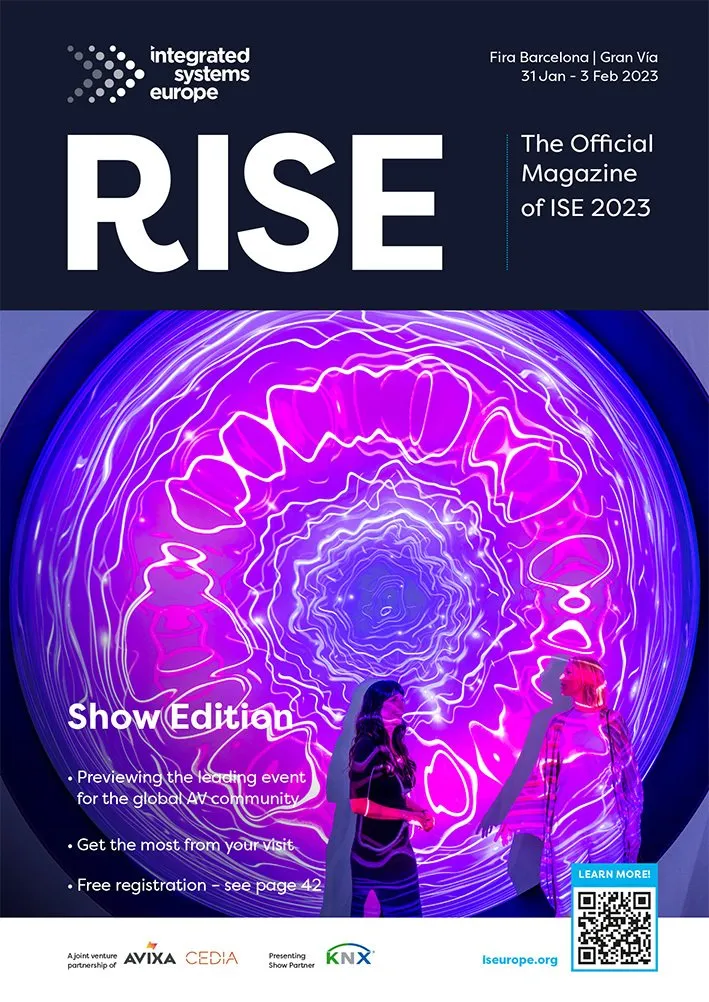 integrated
systems
europe
Fira Barcelona | Gran Vía
31 Jan - 3 Feb 2023
RISE
The Official
Magazine
of ISE 2023
Show Edition
• Previewing the leading event
for the global AV community
• Get the most from your visit
• Free registration – see page 42
LEARN MORE!
A joint venture
partnership of
AVIXA
CEDIA
Presenting
Show Partner
KNX®
iseurope.org